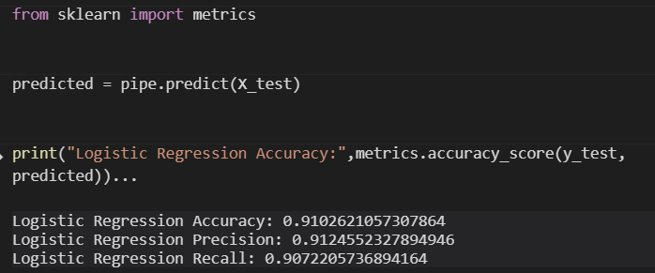 from sklearn import metrics
predicted = pipe.predict(X_test)
print("Logistic Regression Accuracy:",metrics.accuracy_score(y_test,
predicted))...
Logistic Regression Accuracy: 0.9102621057307864
Logistic Regression Precision: 0.9124552327894946
Logistic Regression Recall: 0.9072205736894164